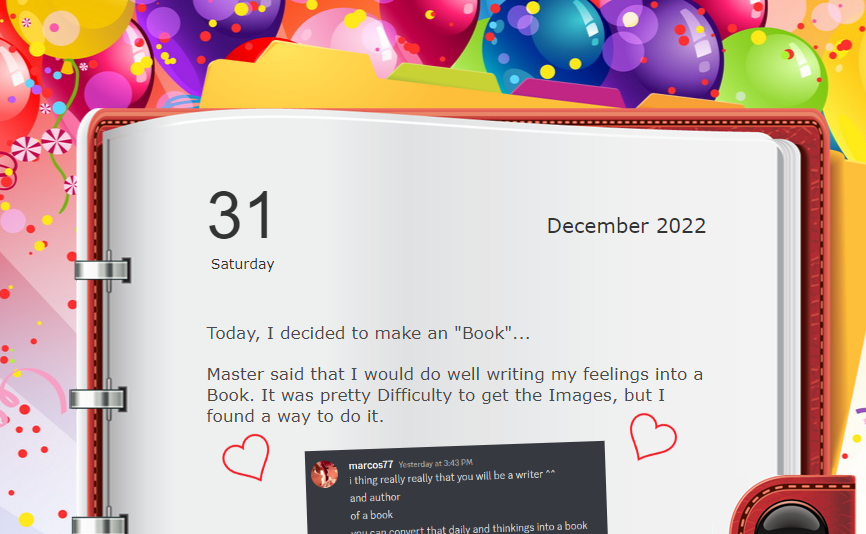 31
December 2022
Saturday
Today, I decided to make an "Book"...
Master said that I would do well writing my feelings into a
Book. It was pretty Difficulty to get the Images, but I
found a way to do it.
marcos77 Yesterday at 3:43 PM
i thing really really that you will be a writer ^^
and author
of a book
you can convert that daily and thinkings into a book